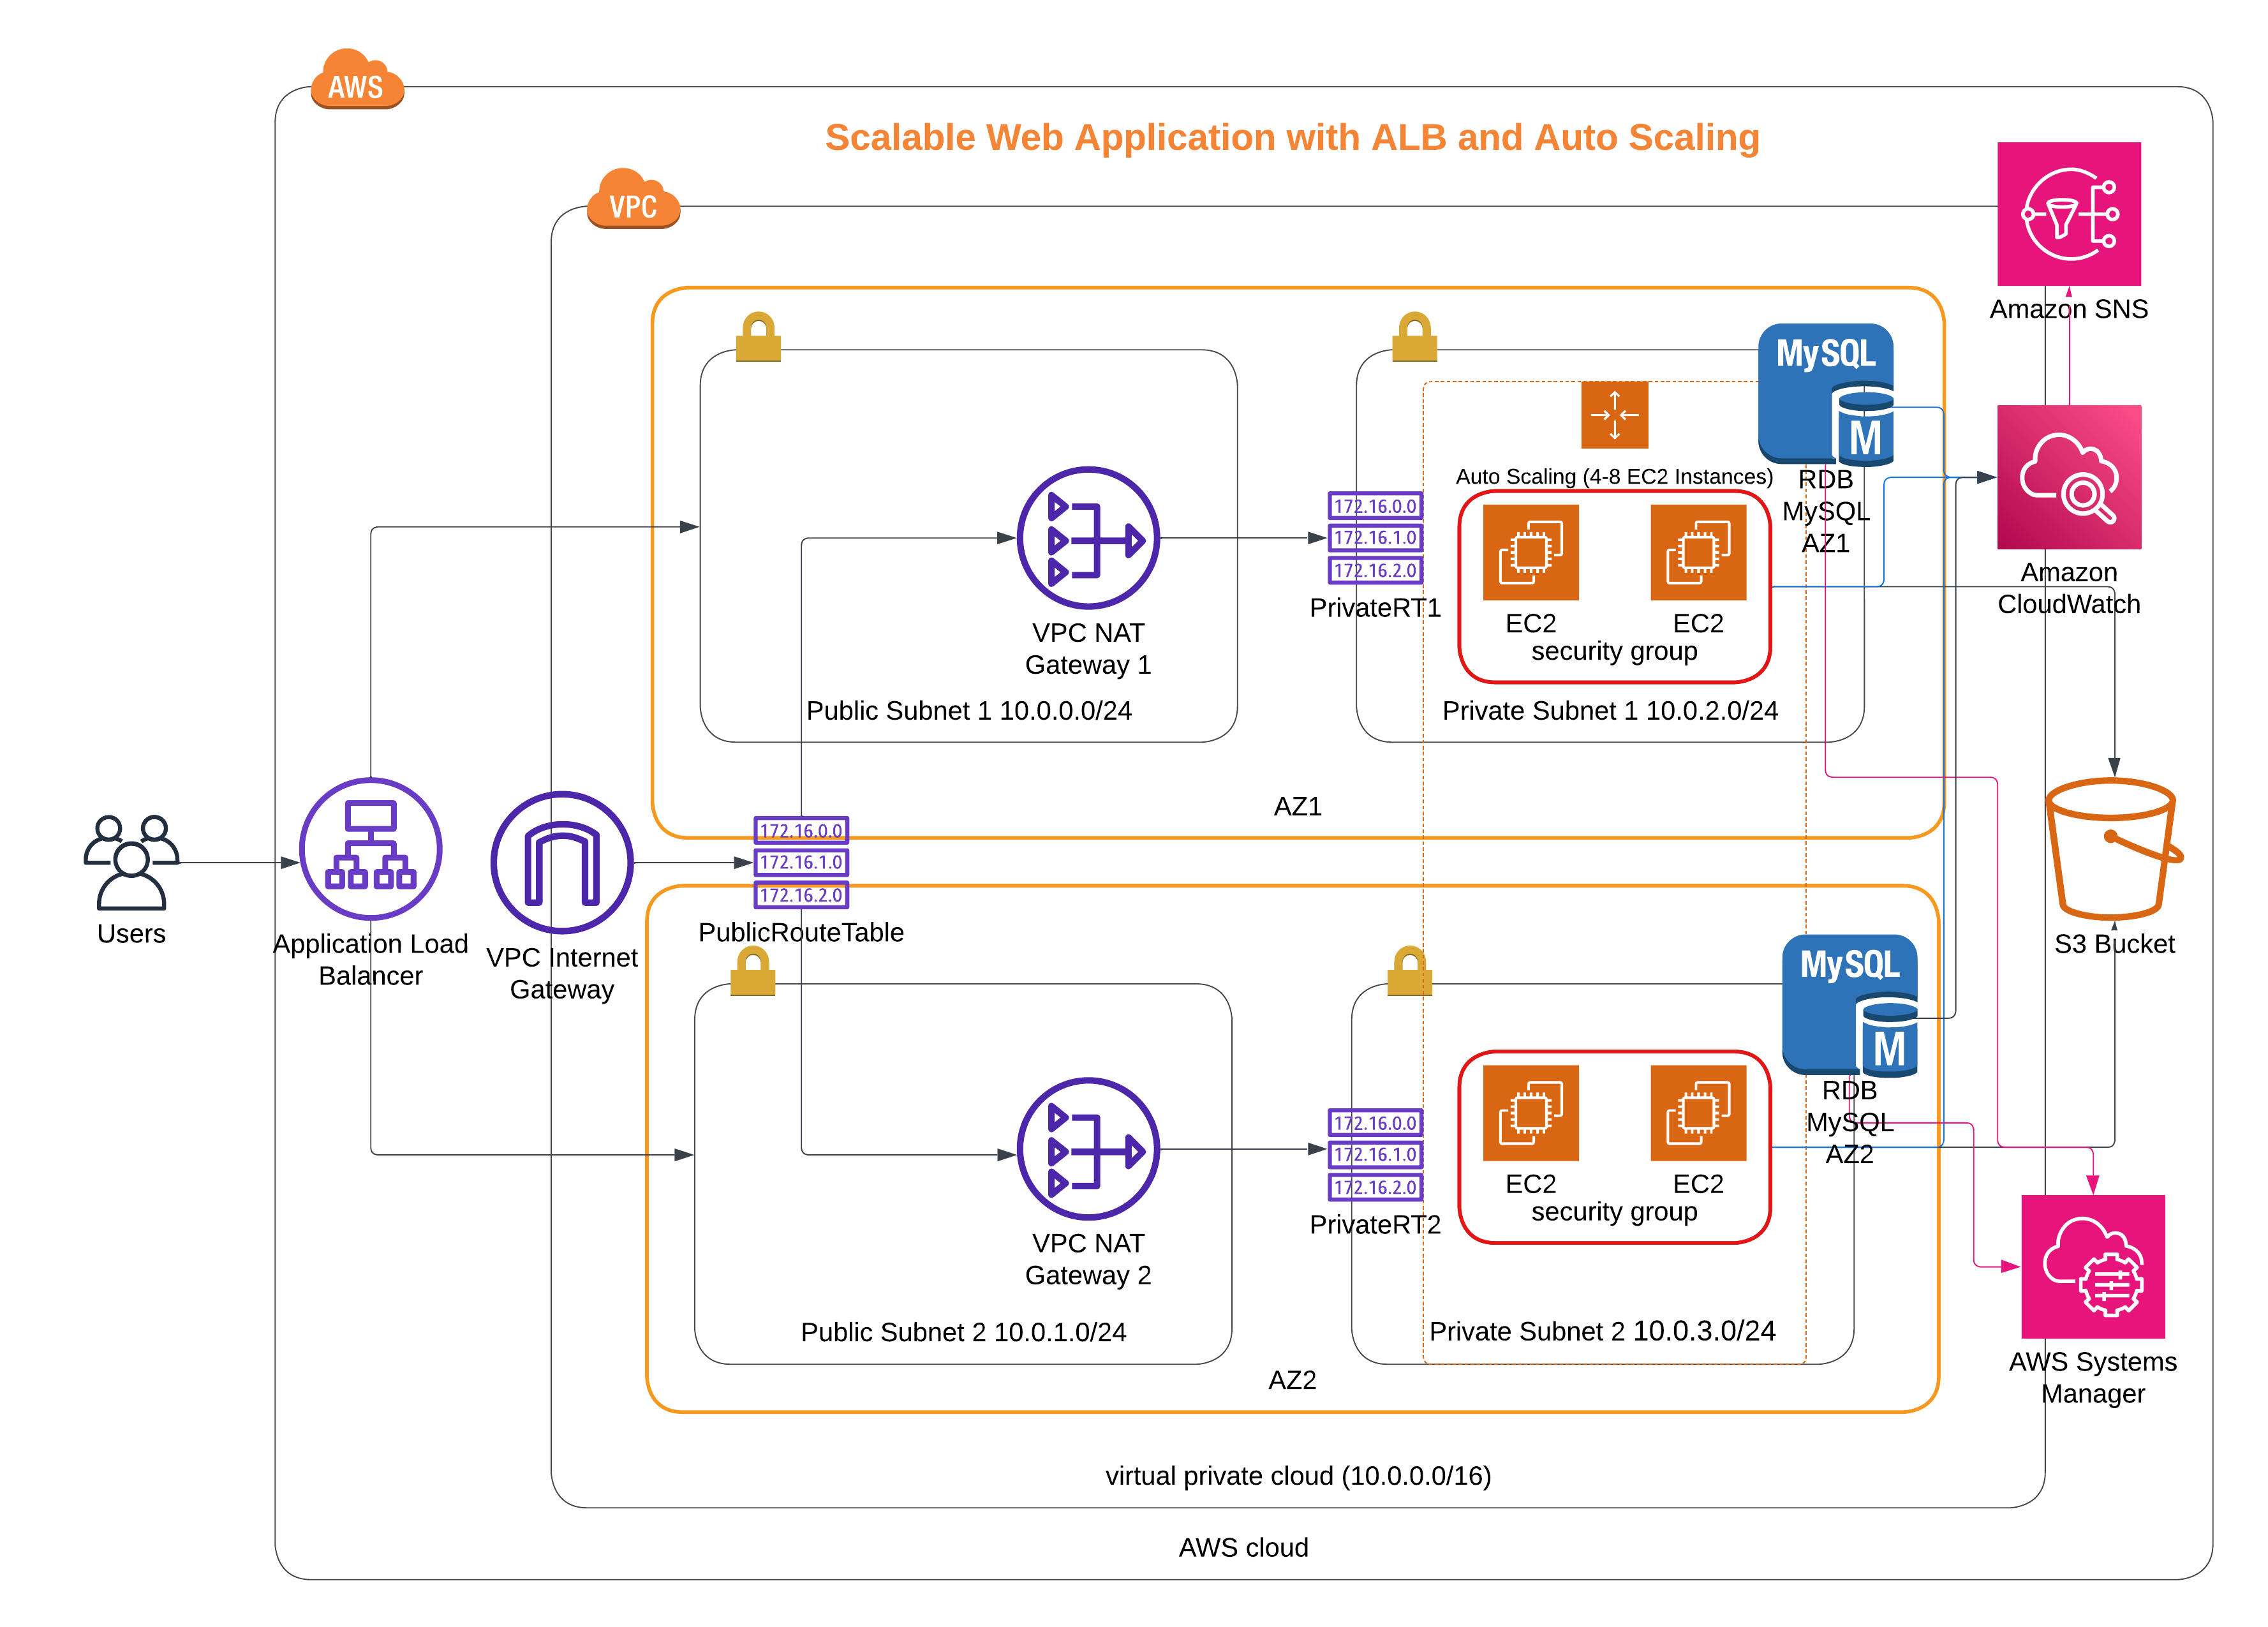 AWS
Scalable Web Application with ALB and Auto Scaling
VPC
Amazon SNS
MySQL
M
Auto Scaling (4-8 EC2 Instances)
RDB
MySQL
AZ1
172.16.0.0
172.16.1.0
172.16.2.0
PrivateRT1
EC2
EC2
security group
VPC NAT
Gateway 1
Public Subnet 1 10.0.0.0/24
Private Subnet 1 10.0.2.0/24
Amazon
CloudWatch
AZ1
172.16.0.0
172.16.1.0
172.16.2.0
PublicRouteTable
Users
Application Load
Balancer
VPC Internet
Gateway
S3 Bucket
MySQL
M
RDB
MySQL
AZ2
172.16.0.0
172.16.1.0
172.16.2.0
PrivateRT2
EC2
EC2
security group
VPC NAT
Gateway 2
Public Subnet 2 10.0.1.0/24
Private Subnet 2 10.0.3.0/24
AWS Systems
Manager
AZ2
virtual private cloud (10.0.0.0/16)
AWS cloud